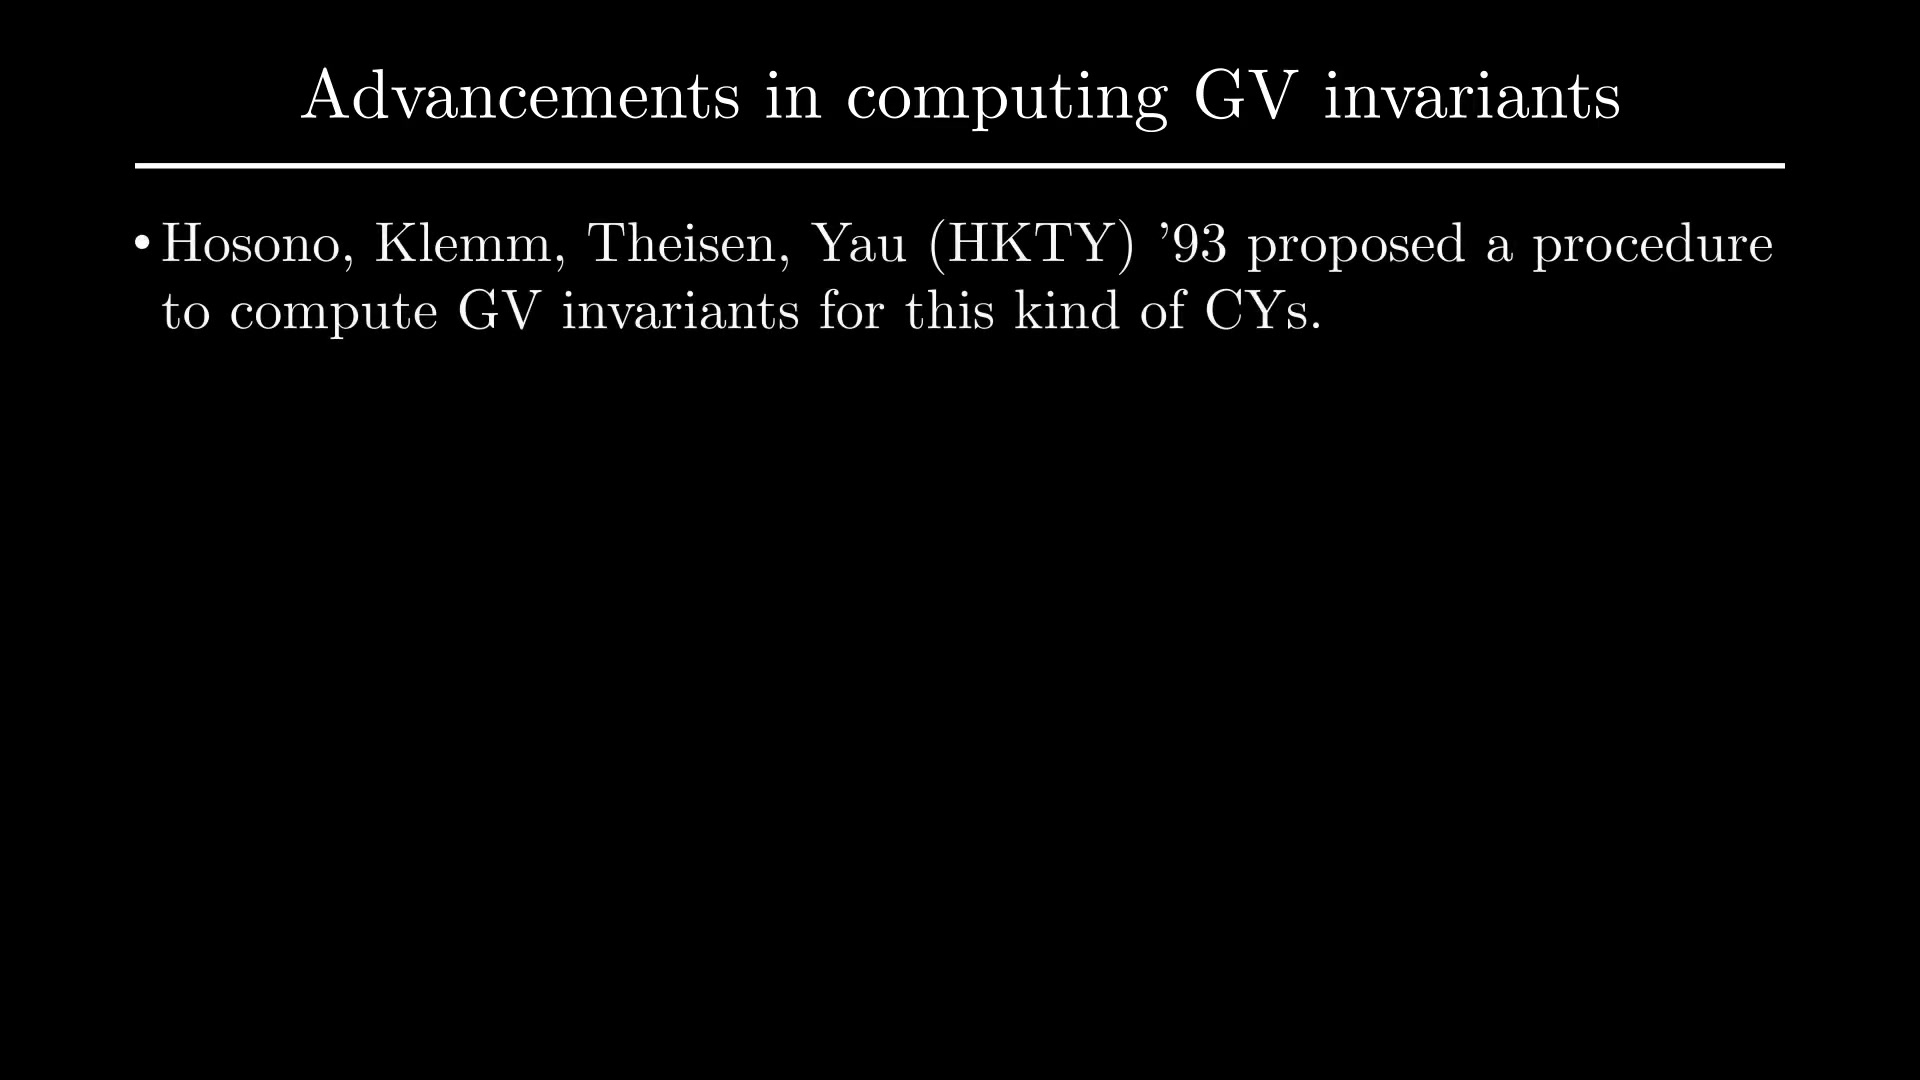 Advancements in computing GV invariants
• Hosono, Klemm, Theisen, Yau (HKTY) ’93 proposed a procedure
to compute GV invariants for this kind of CYs.